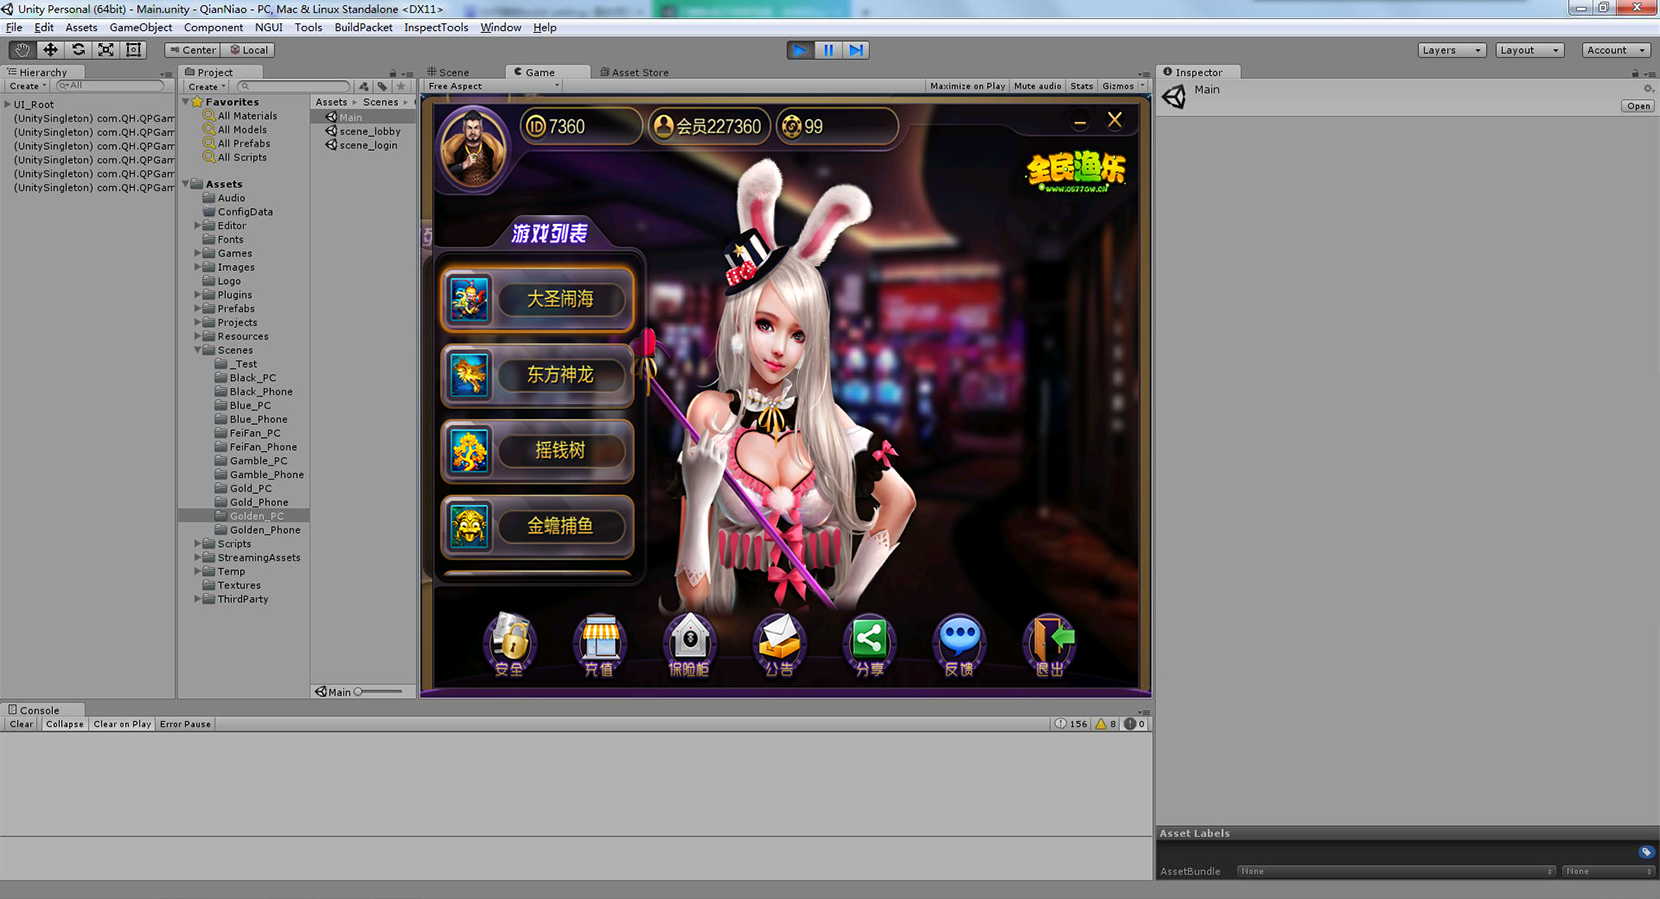 Unity Personal (64bit) - Main.unity - QianNiao - PC, Mac & Linux Standalone <DX11>
File Edit Assets GameObject Component NGUI Tools BuildPacket InspectTools Window Help
Center Local
Layers Layout Account
Hierarchy
Create All
UI_Root
(UnitySingleton) com.QH.QPGam
(UnitySingleton) com.QH.QPGam
(UnitySingleton) com.QH.QPGam
(UnitySingleton) com.QH.QPGam
(UnitySingleton) com.QH.QPGam
(UnitySingleton) com.QH.QPGam
Project
Create
Favorites
All Materials
All Models
All Prefabs
All Scripts
Assets
Audio
ConfigData
Editor
Fonts
Games
Images
Logo
Plugins
Prefabs
Projects
Resources
Scenes
_Test
Black_PC
Black_Phone
Blue_PC
Blue_Phone
FeiFan_PC
FeiFan_Phone
Gamble_PC
Gamble_Phone
Gold_PC
Gold_Phone
Golden_PC
Golden_Phone
Scripts
StreamingAssets
Temp
Textures
ThirdParty
Assets Scenes
Main
scene_lobby
scene_login
Main
Scene Game Asset Store
Free Aspect Maximize on Play Mute audio Stats Gizmos
ID 7360 会员227360 99
全民渔乐
WWW.0577GW.CN
游戏列表
大圣闹海
东方神龙
摇钱树
金蟾捕鱼
安全 充值 保险柜 公告 分享 反馈 退出
Inspector
Main
Open
Console
Clear Collapse Clear on Play Error Pause 156 8 0
Asset Labels
AssetBundle None None